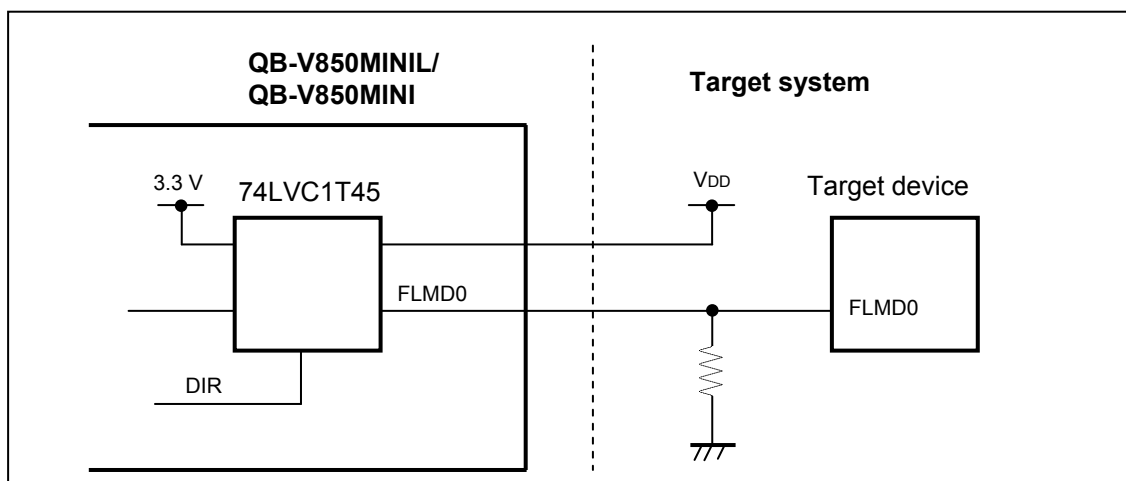 QB-V850MINIL/
QB-V850MINI
Target system
3.3 V
74LVC1T45
VDD
Target device
FLMD0
FLMD0
DIR